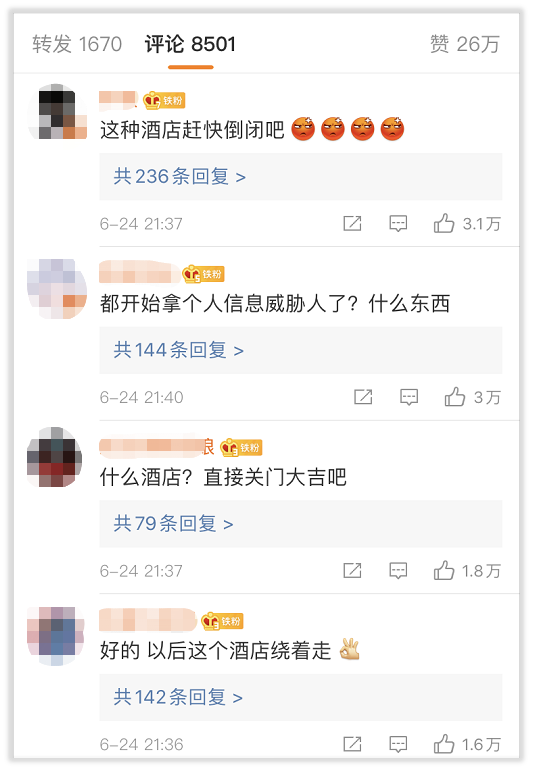 转发 1670 评论 8501 赞 26万
铁粉
这种酒店赶快倒闭吧
共236条回复 >
6-24 21:37 3.1万
铁粉
都开始拿个人信息威胁人了？什么东西
共144条回复 >
6-24 21:40 3万
铁粉
什么酒店？直接关门大吉吧
共79条回复 >
6-24 21:37 1.8万
铁粉
好的 以后这个酒店绕着走
共142条回复 >
6-24 21:36 1.6万